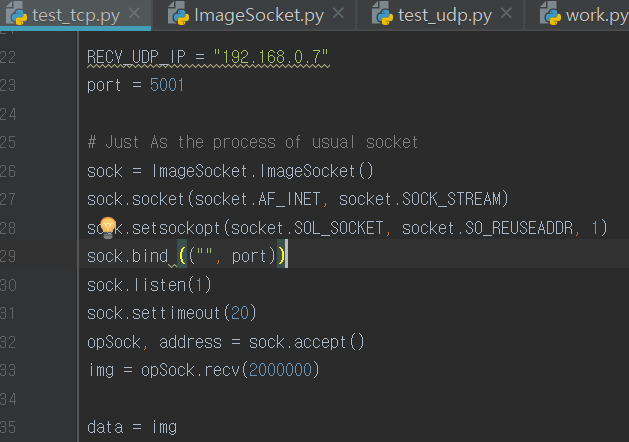 test_tcp.py ImageSocket.py test_udp.py work.py
22 RECV_UDP_IP = "192.168.0.7"
23 port = 5001
24
25 # Just As the process of usual socket
26 sock = ImageSocket.ImageSocket()
27 sock.socket(socket.AF_INET, socket.SOCK_STREAM)
28 sock.setsockopt(socket.SOL_SOCKET, socket.SO_REUSEADDR, 1)
29 sock.bind (("", port))
30 sock.listen(1)
31 sock.settimeout(20)
32 opSock, address = sock.accept()
33 img = opSock.recv(2000000)
34
35 data = img